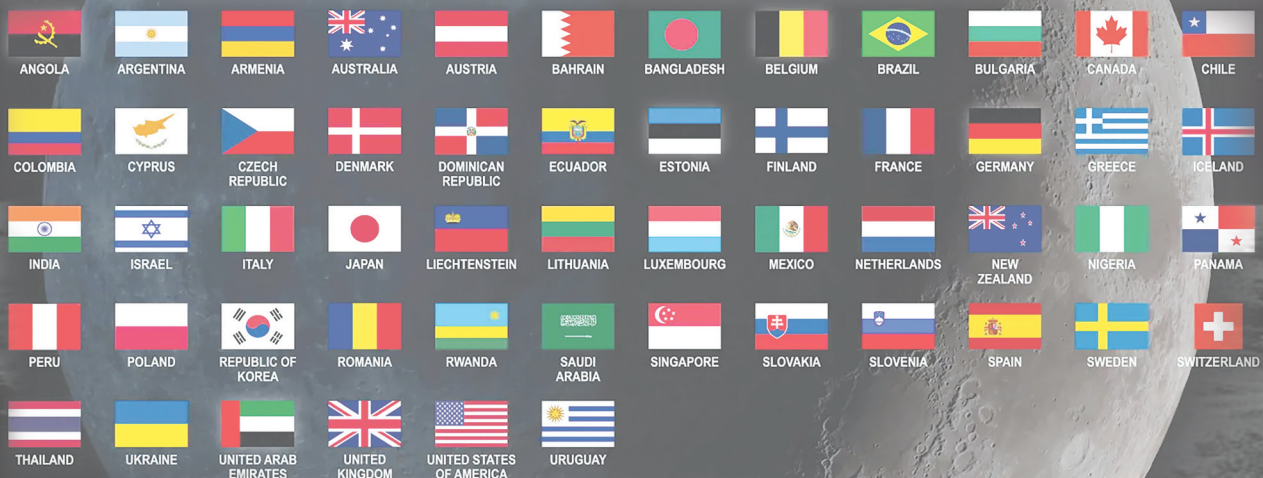 ANGOLA ARGENTINA ARMENIA AUSTRALIA AUSTRIA BAHRAIN BANGLADESH BELGIUM BRAZIL BULGARIA CANADA CHILE
COLOMBIA CYPRUS CZECH REPUBLIC DENMARK DOMINICAN REPUBLIC ECUADOR ESTONIA FINLAND FRANCE GERMANY GREECE ICELAND
INDIA ISRAEL ITALY JAPAN LIECHTENSTEIN LITHUANIA LUXEMBOURG MEXICO NETHERLANDS NEW ZEALAND NIGERIA PANAMA
PERU POLAND REPUBLIC OF KOREA ROMANIA RWANDA SAUDI ARABIA SINGAPORE SLOVAKIA SLOVENIA SPAIN SWEDEN SWITZERLAND
THAILAND UKRAINE UNITED ARAB EMIRATES UNITED KINGDOM UNITED STATES OF AMERICA URUGUAY